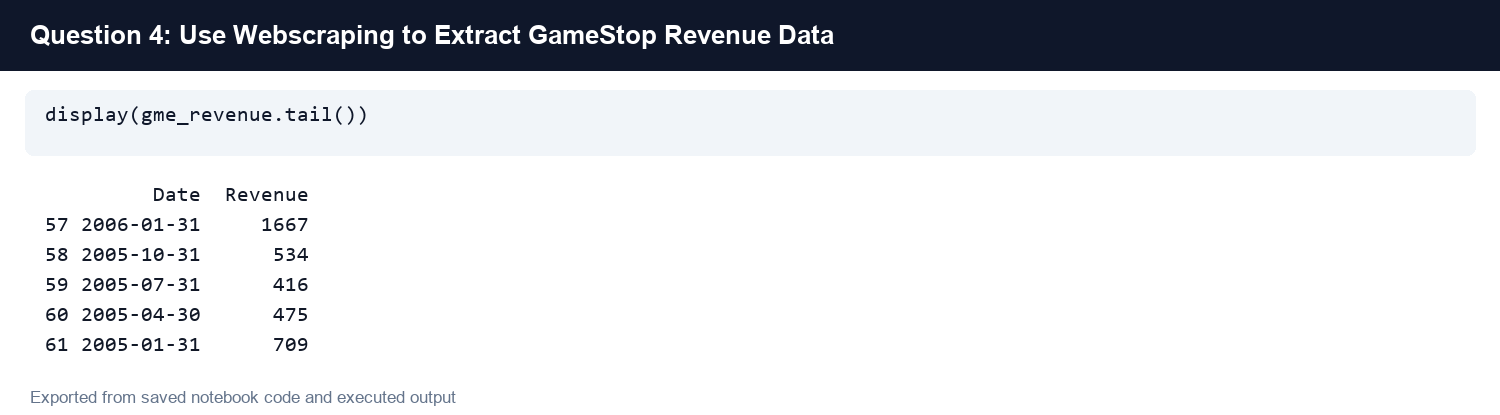 Question 4: Use Webscraping to Extract GameStop Revenue Data
display(gme_revenue.tail())
Date Revenue
57 2006-01-31 1667
58 2005-10-31 534
59 2005-07-31 416
60 2005-04-30 475
61 2005-01-31 709
Exported from saved notebook code and executed output